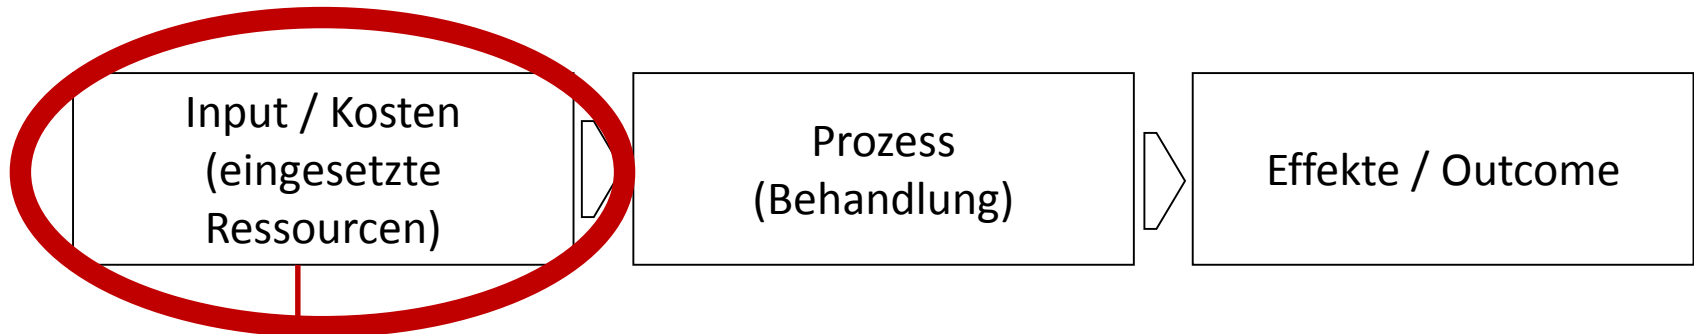 Input / Kosten
(eingesetzte
Ressourcen)
Prozess
(Behandlung)
Effekte / Outcome